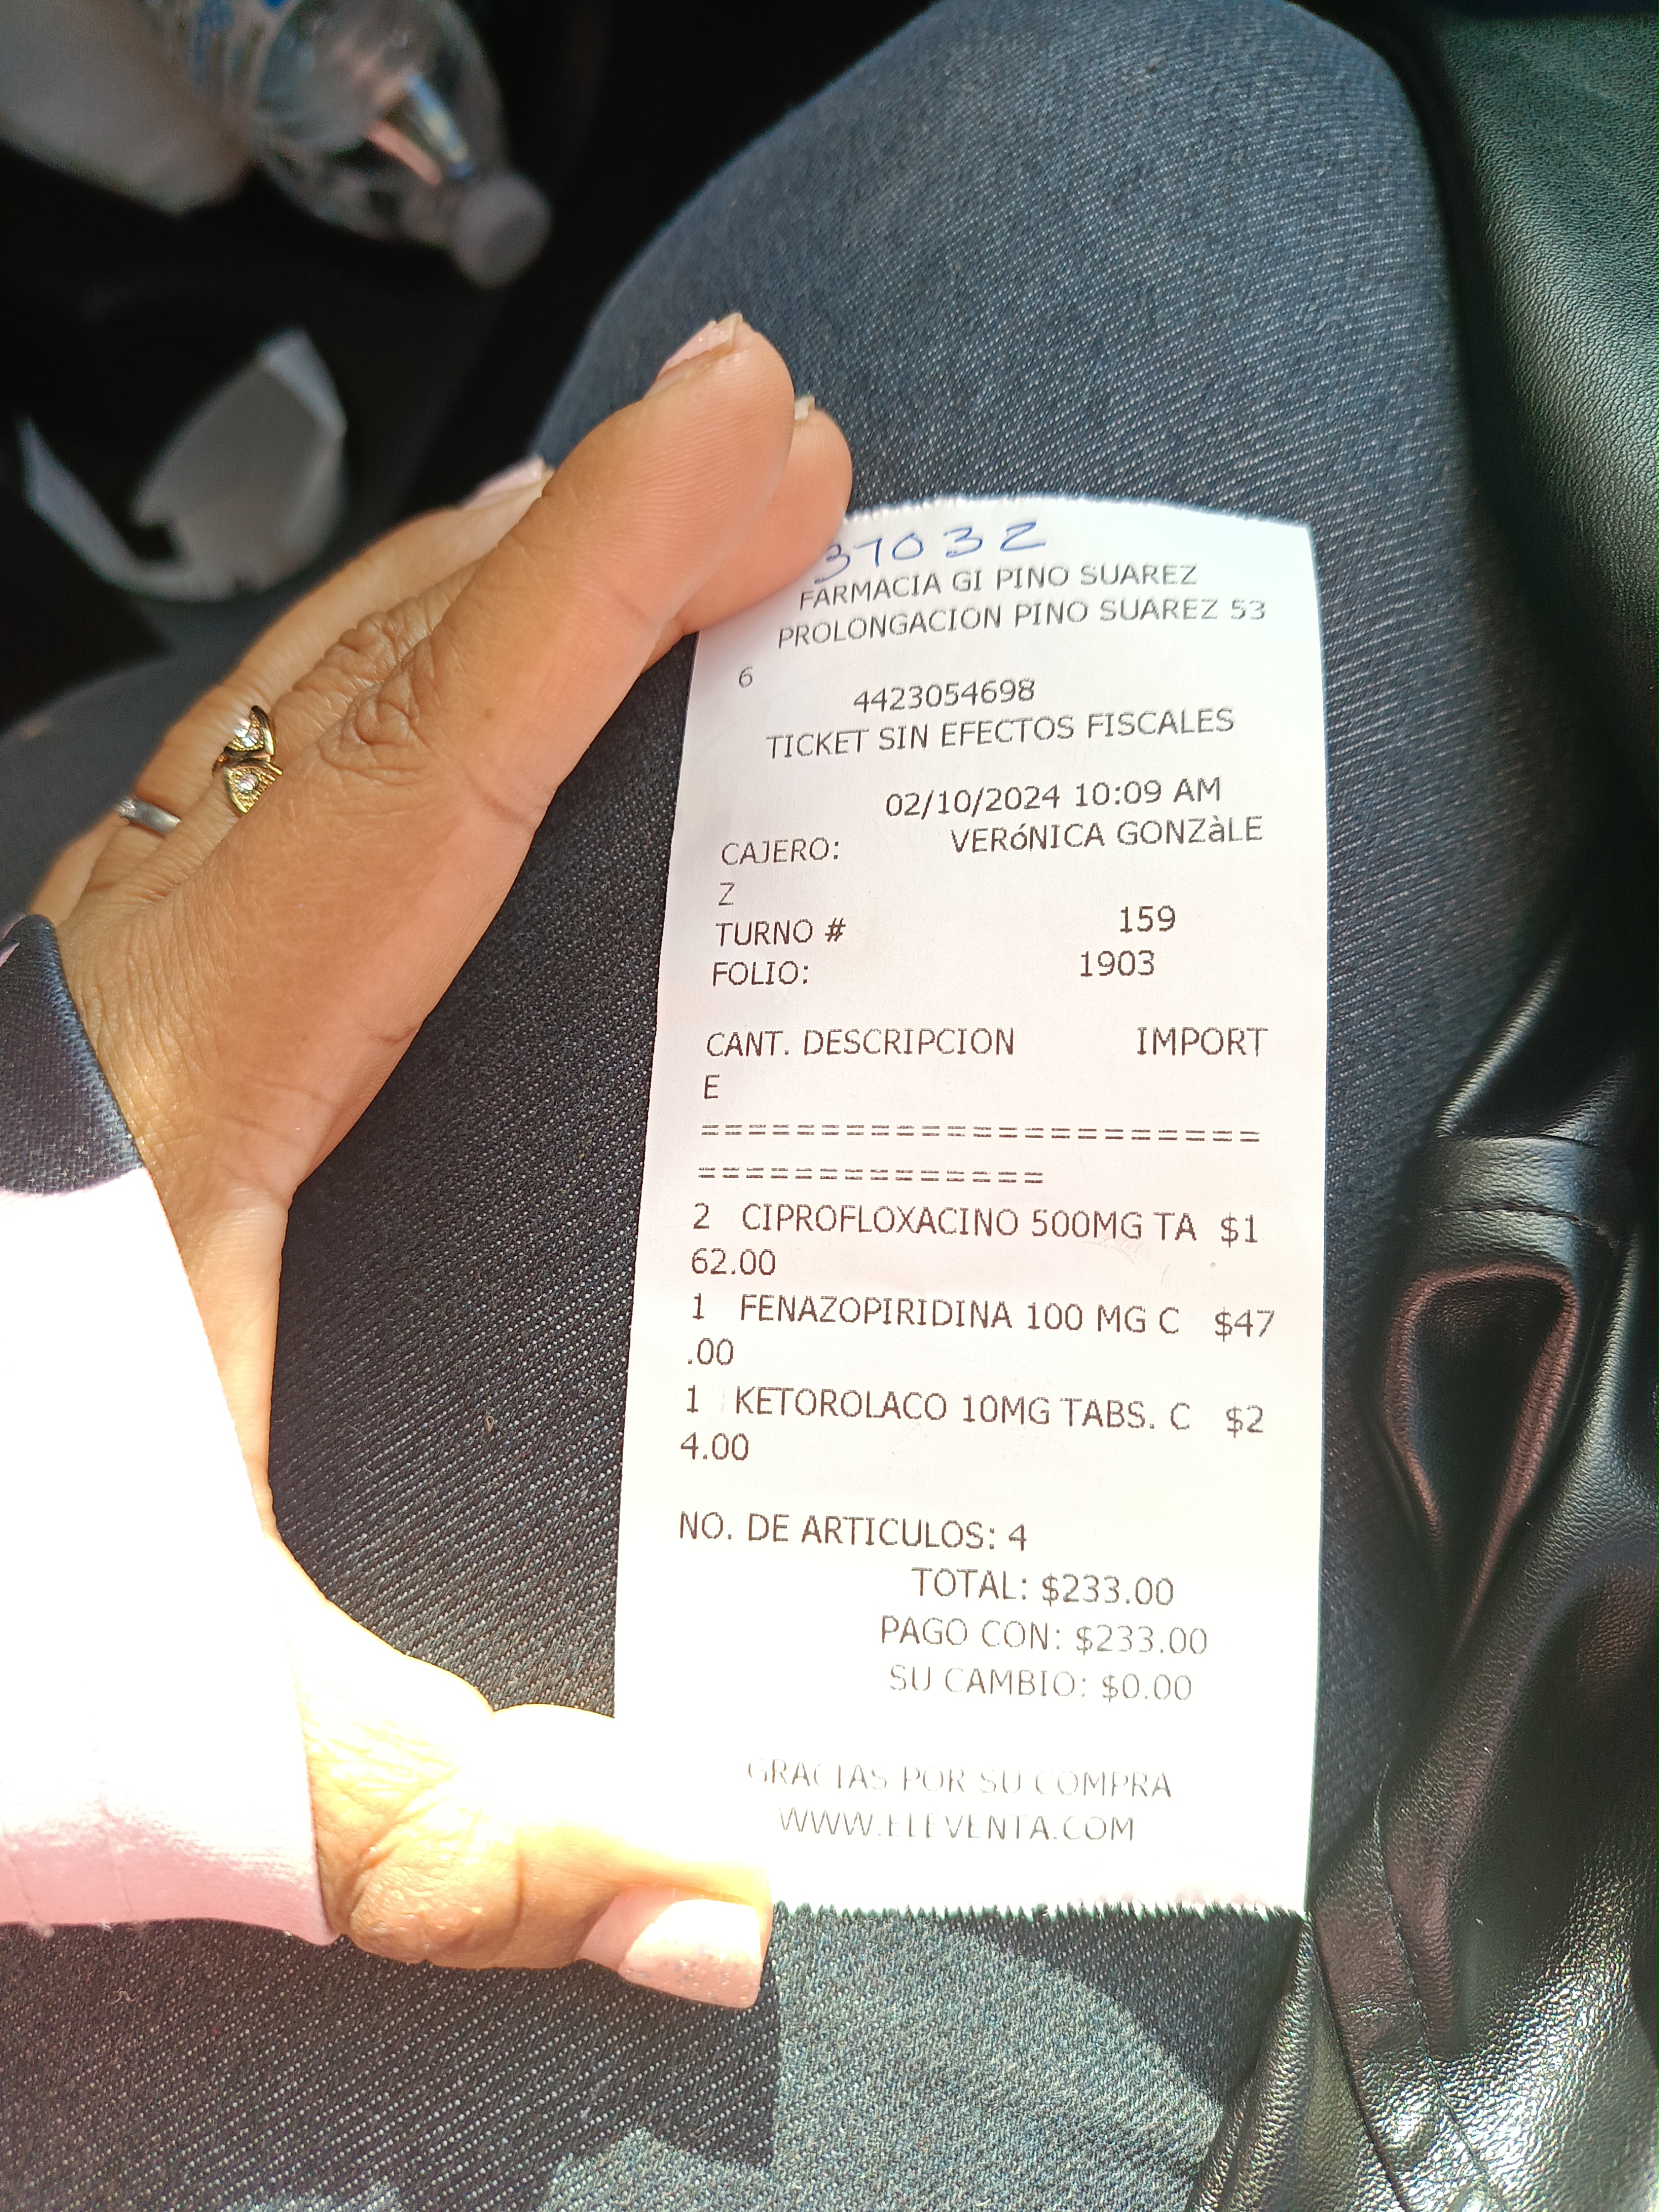 37032
FARMACIA GI PINO SUAREZ
PROLONGACION PINO SUAREZ 53
6
4423054698
TICKET SIN EFECTOS FISCALES
02/10/2024 10:09 AM
CAJERO: VERóNICA GONZàLE
Z
TURNO # 159
FOLIO: 1903
CANT. DESCRIPCION IMPORT
E
=======================
==============
2 CIPROFLOXACINO 500MG TA $1
62.00
1 FENAZOPIRIDINA 100 MG C $47
.00
1 KETOROLACO 10MG TABS. C $2
4.00
NO. DE ARTICULOS: 4
TOTAL: $233.00
PAGO CON: $233.00
SU CAMBIO: $0.00
GRACIAS POR SU COMPRA
WWW.ELEVENTA.COM